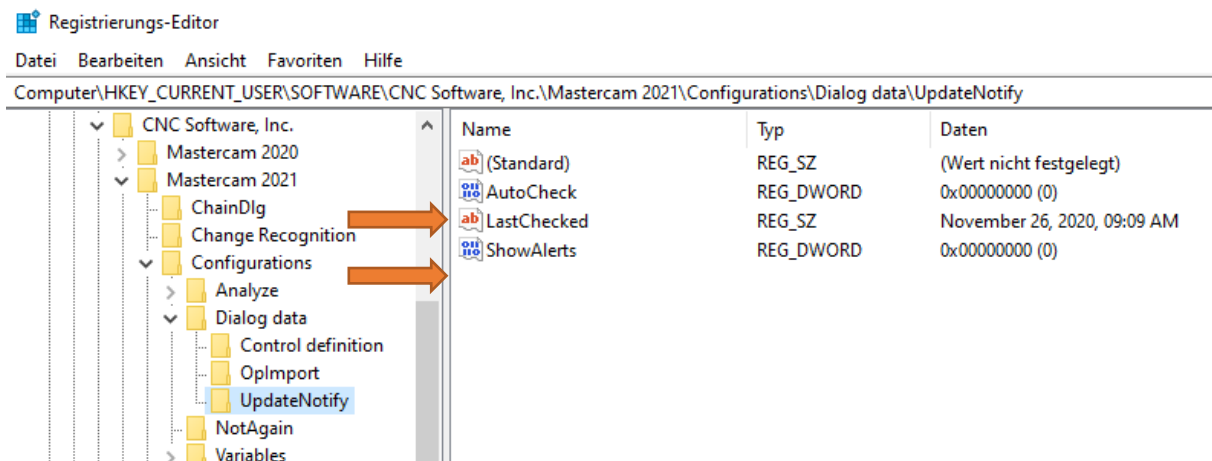 Registrierungs-Editor
Datei Bearbeiten Ansicht Favoriten Hilfe
Computer\HKEY_CURRENT_USER\SOFTWARE\CNC Software, Inc.\Mastercam 2021\Configurations\Dialog data\UpdateNotify
CNC Software, Inc.
Mastercam 2020
Mastercam 2021
ChainDlg
Change Recognition
Configurations
Analyze
Dialog data
Control definition
OpImport
UpdateNotify
NotAgain
Variables
Name Typ Daten
(Standard) REG_SZ (Wert nicht festgelegt)
AutoCheck REG_DWORD 0x00000000 (0)
LastChecked REG_SZ November 26, 2020, 09:09 AM
ShowAlerts REG_DWORD 0x00000000 (0)